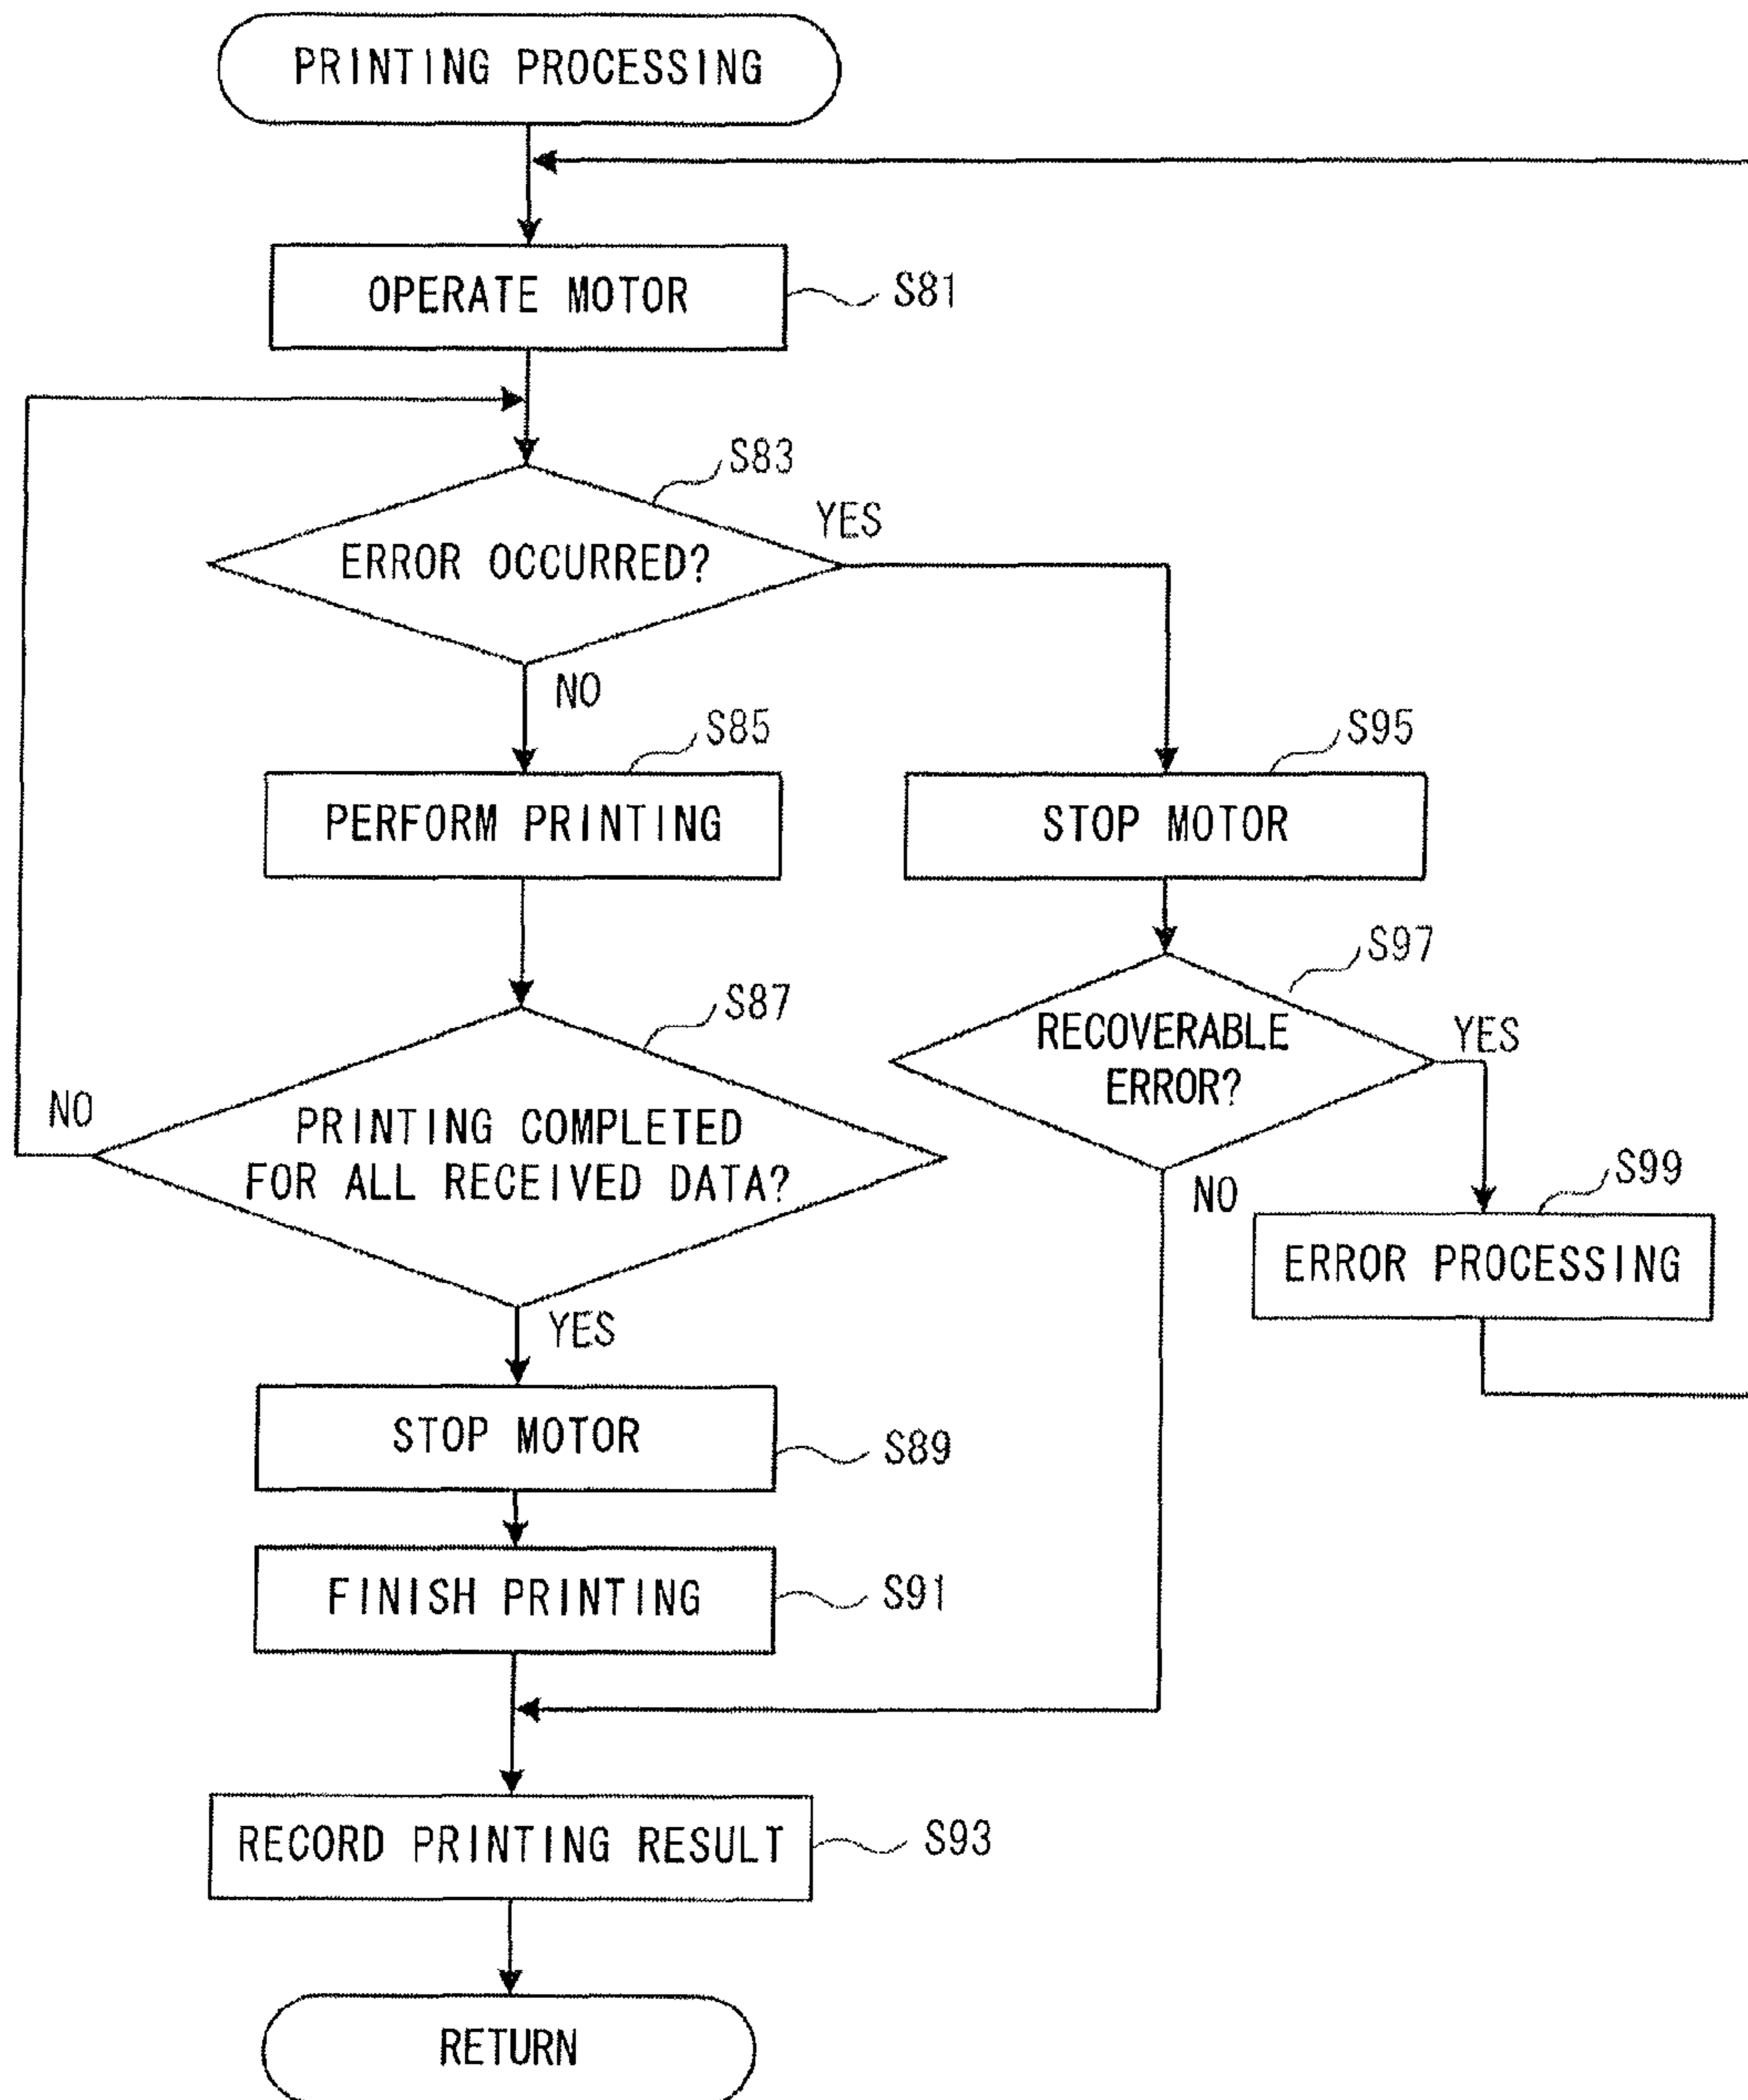 PRINTING PROCESSING
OPERATE MOTOR
S81
S83
ERROR OCCURRED?
YES
NO
S85
PERFORM PRINTING
S95
STOP MOTOR
S87
PRINTING COMPLETED
FOR ALL RECEIVED DATA?
NO
YES
S97
RECOVERABLE
ERROR?
YES
NO
S99
ERROR PROCESSING
STOP MOTOR
S89
FINISH PRINTING
S91
RECORD PRINTING RESULT
S93
RETURN